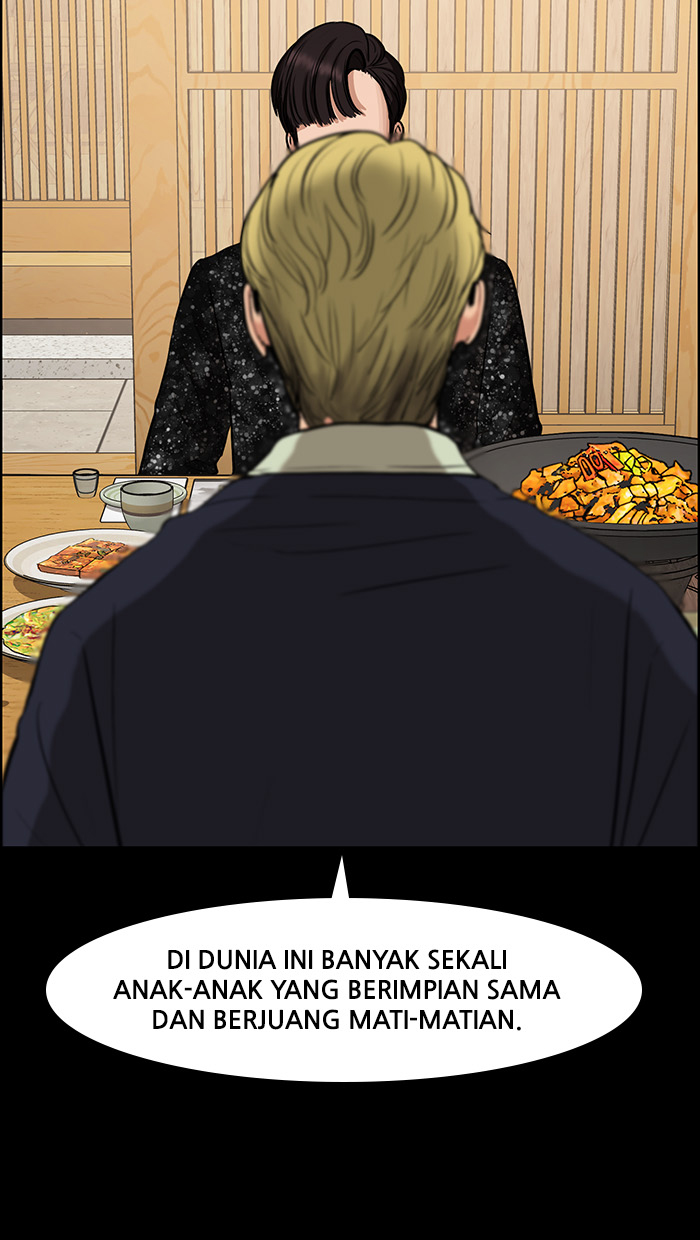 DI DUNIA INI BANYAK SEKALI
ANAK-ANAK YANG BERIMPIAN SAMA
DAN BERJUANG MATI-MATIAN.